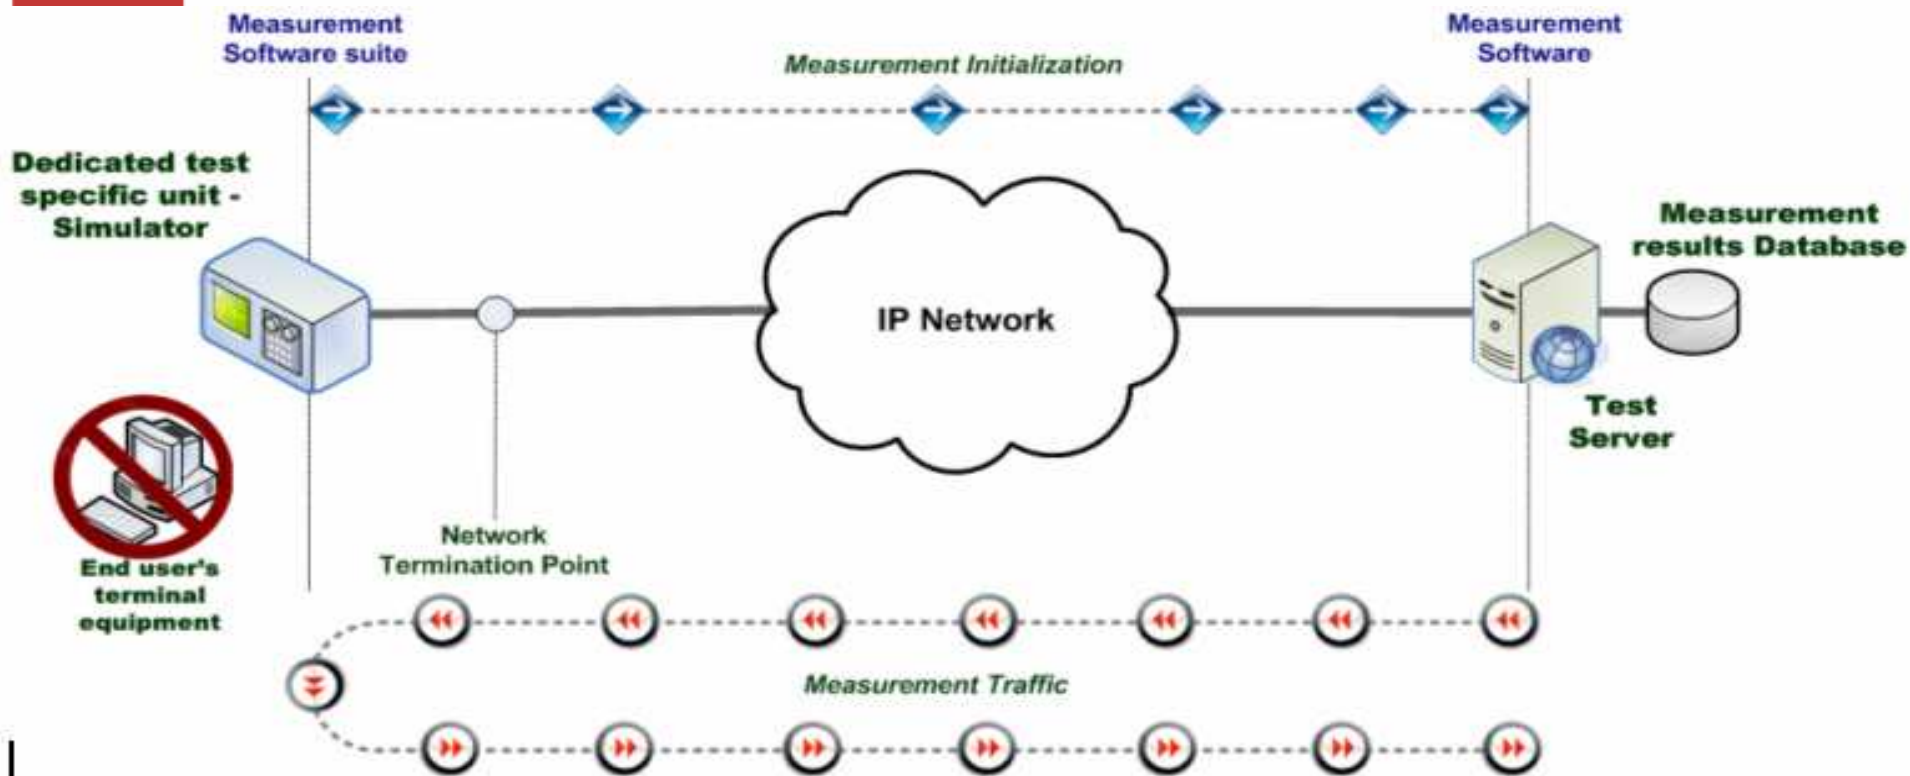 Measurement
Software suite
Measurement Initialization
Measurement
Software
Dedicated test
specific unit -
Simulator
IP Network
Measurement
results Database
Test
Server
Network
Termination Point
End user's
terminal
equipment
Measurement Traffic